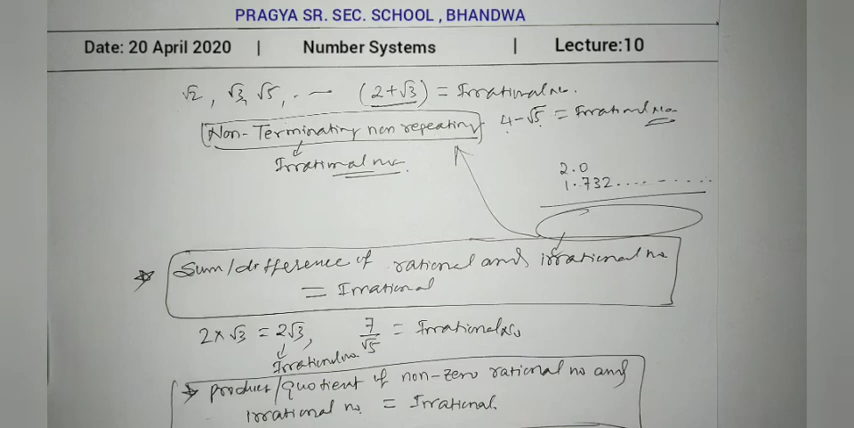 PRAGYA SR. SEC. SCHOOL , BHANDWA
Date: 20 April 2020 | Number Systems | Lecture:10
√2 , √3, √5, . — (2+√3) = Irrational No.
4-√5 = Irrational No
Non-Terminating non repeating
Irrational no.
2.0
1.732...........
Sum/difference of rational and irrational no
= Irrational
2×√3 = 2√3, 7/√5 = Irrational No
Irrational no
product/quotient of non-zero rational no and
irrational no. = Irrational.